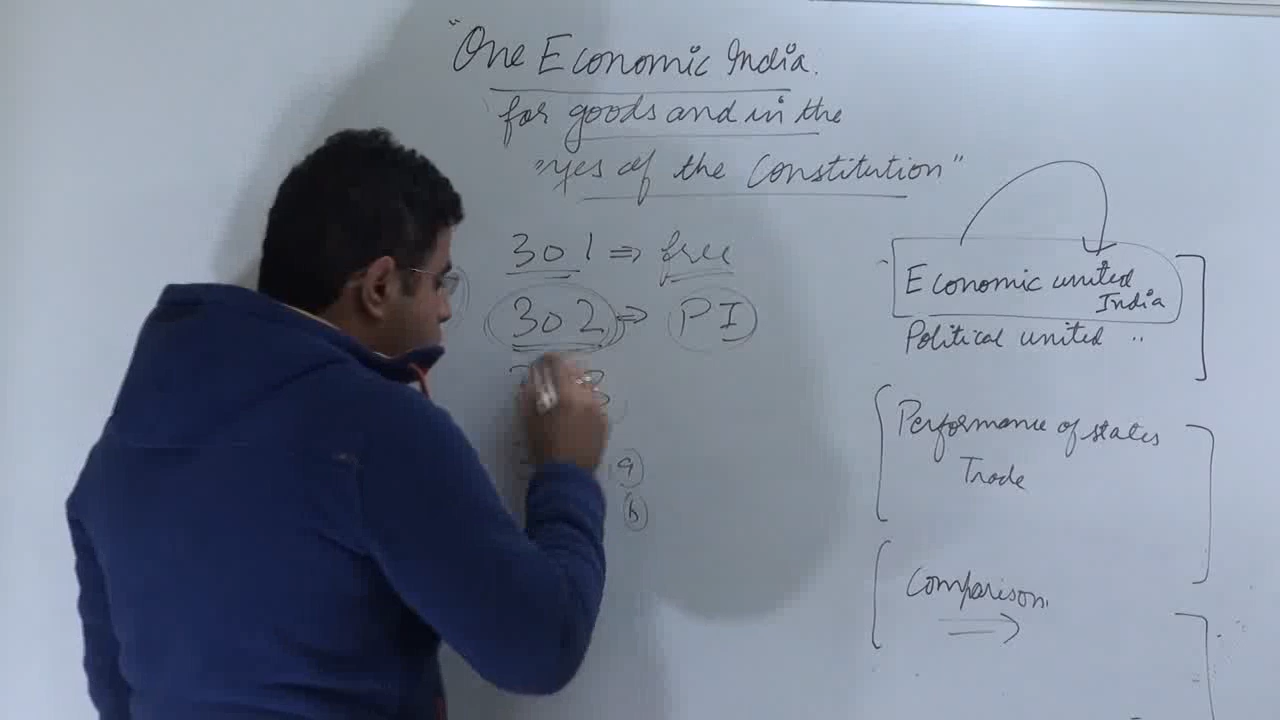 "One Economic India.
for goods and in the
eyes of the Constitution"
301 ⇒ free
302 ⇒ PI
3
a
b
Economic united
India
Political united ..
Performance of states
Trade
Comparison.
⇒